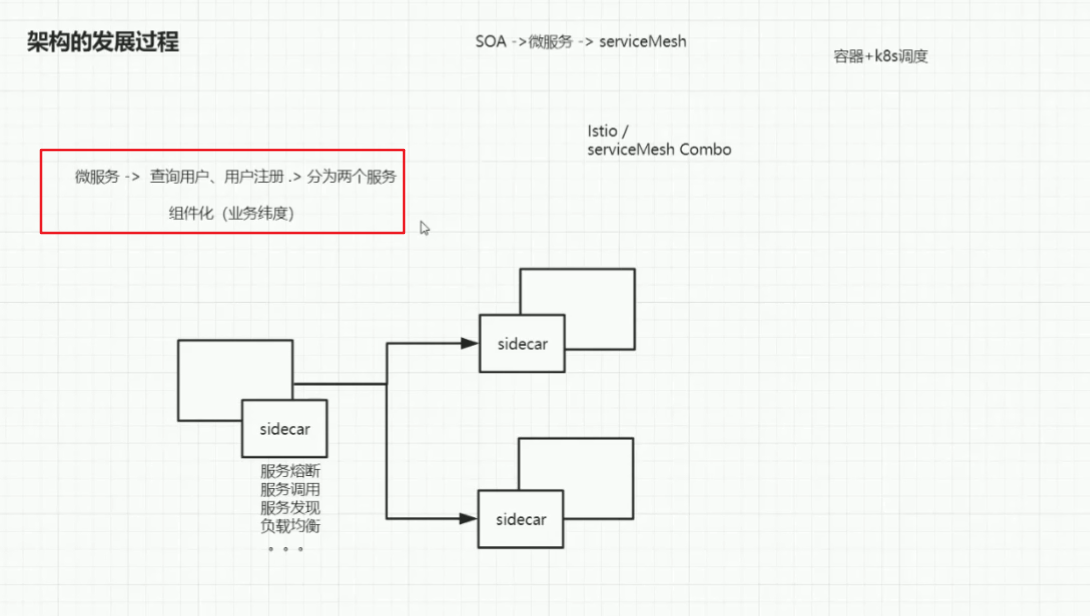 架构的发展过程
SOA ->微服务 -> serviceMesh
容器+k8s调度
Istio /
serviceMesh Combo
微服务 -> 查询用户、用户注册 .> 分为两个服务
组件化（业务纬度）
sidecar
sidecar
服务熔断
服务调用
服务发现
负载均衡
。。。
sidecar